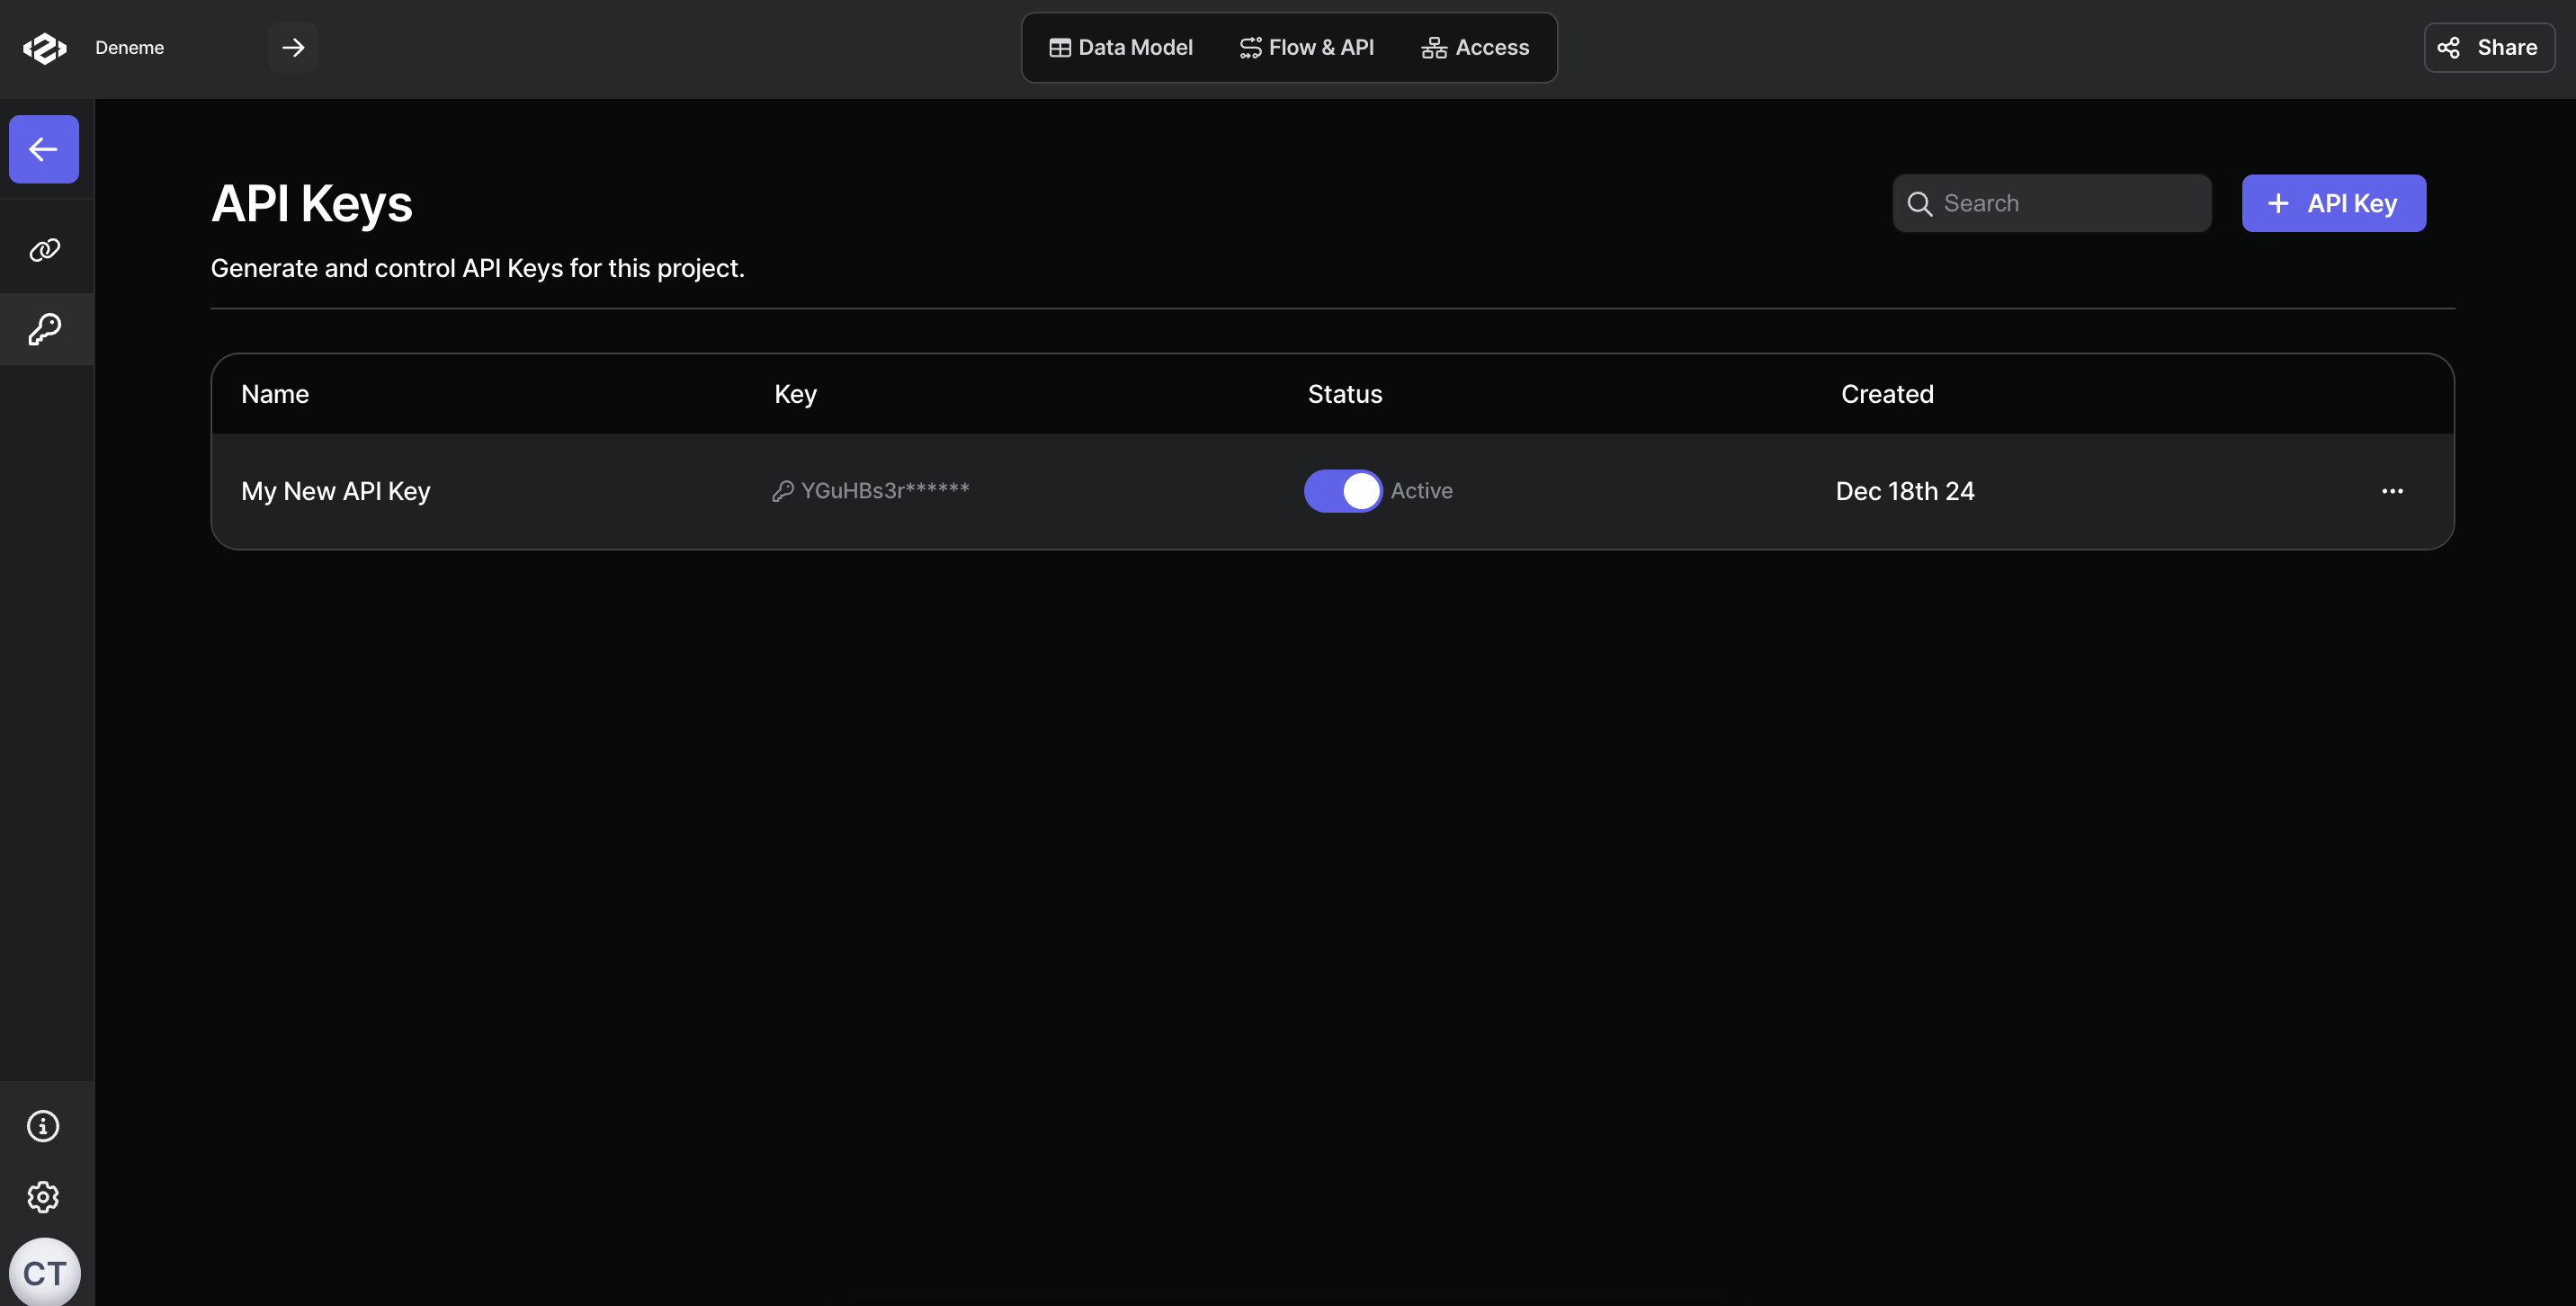 Deneme
Data Model
Flow & API
Access
Share
API Keys
Search
+ API Key
Generate and control API Keys for this project.
Name Key Status Created
My New API Key YGuHBs3r****** Active Dec 18th 24 ...
CT